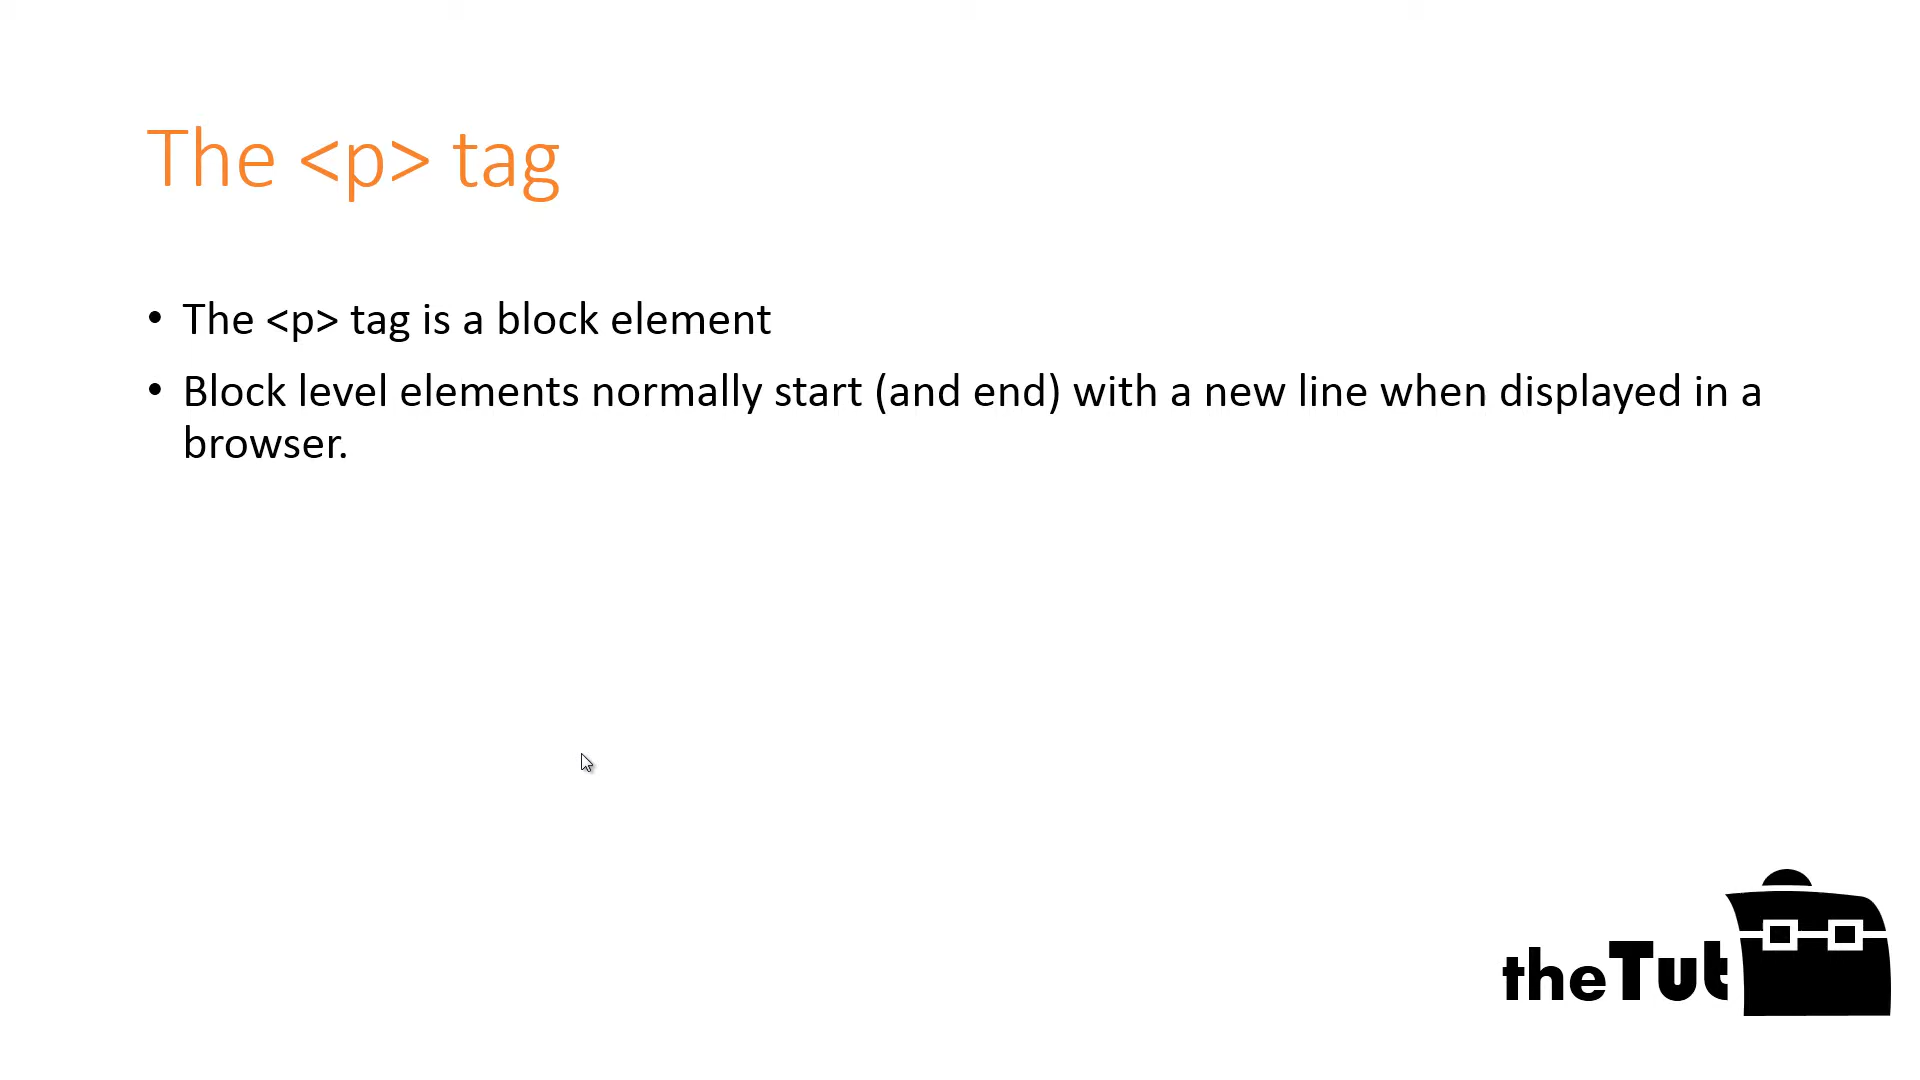 The <p> tag
• The <p> tag is a block element
• Block level elements normally start (and end) with a new line when displayed in a
browser.
theTut